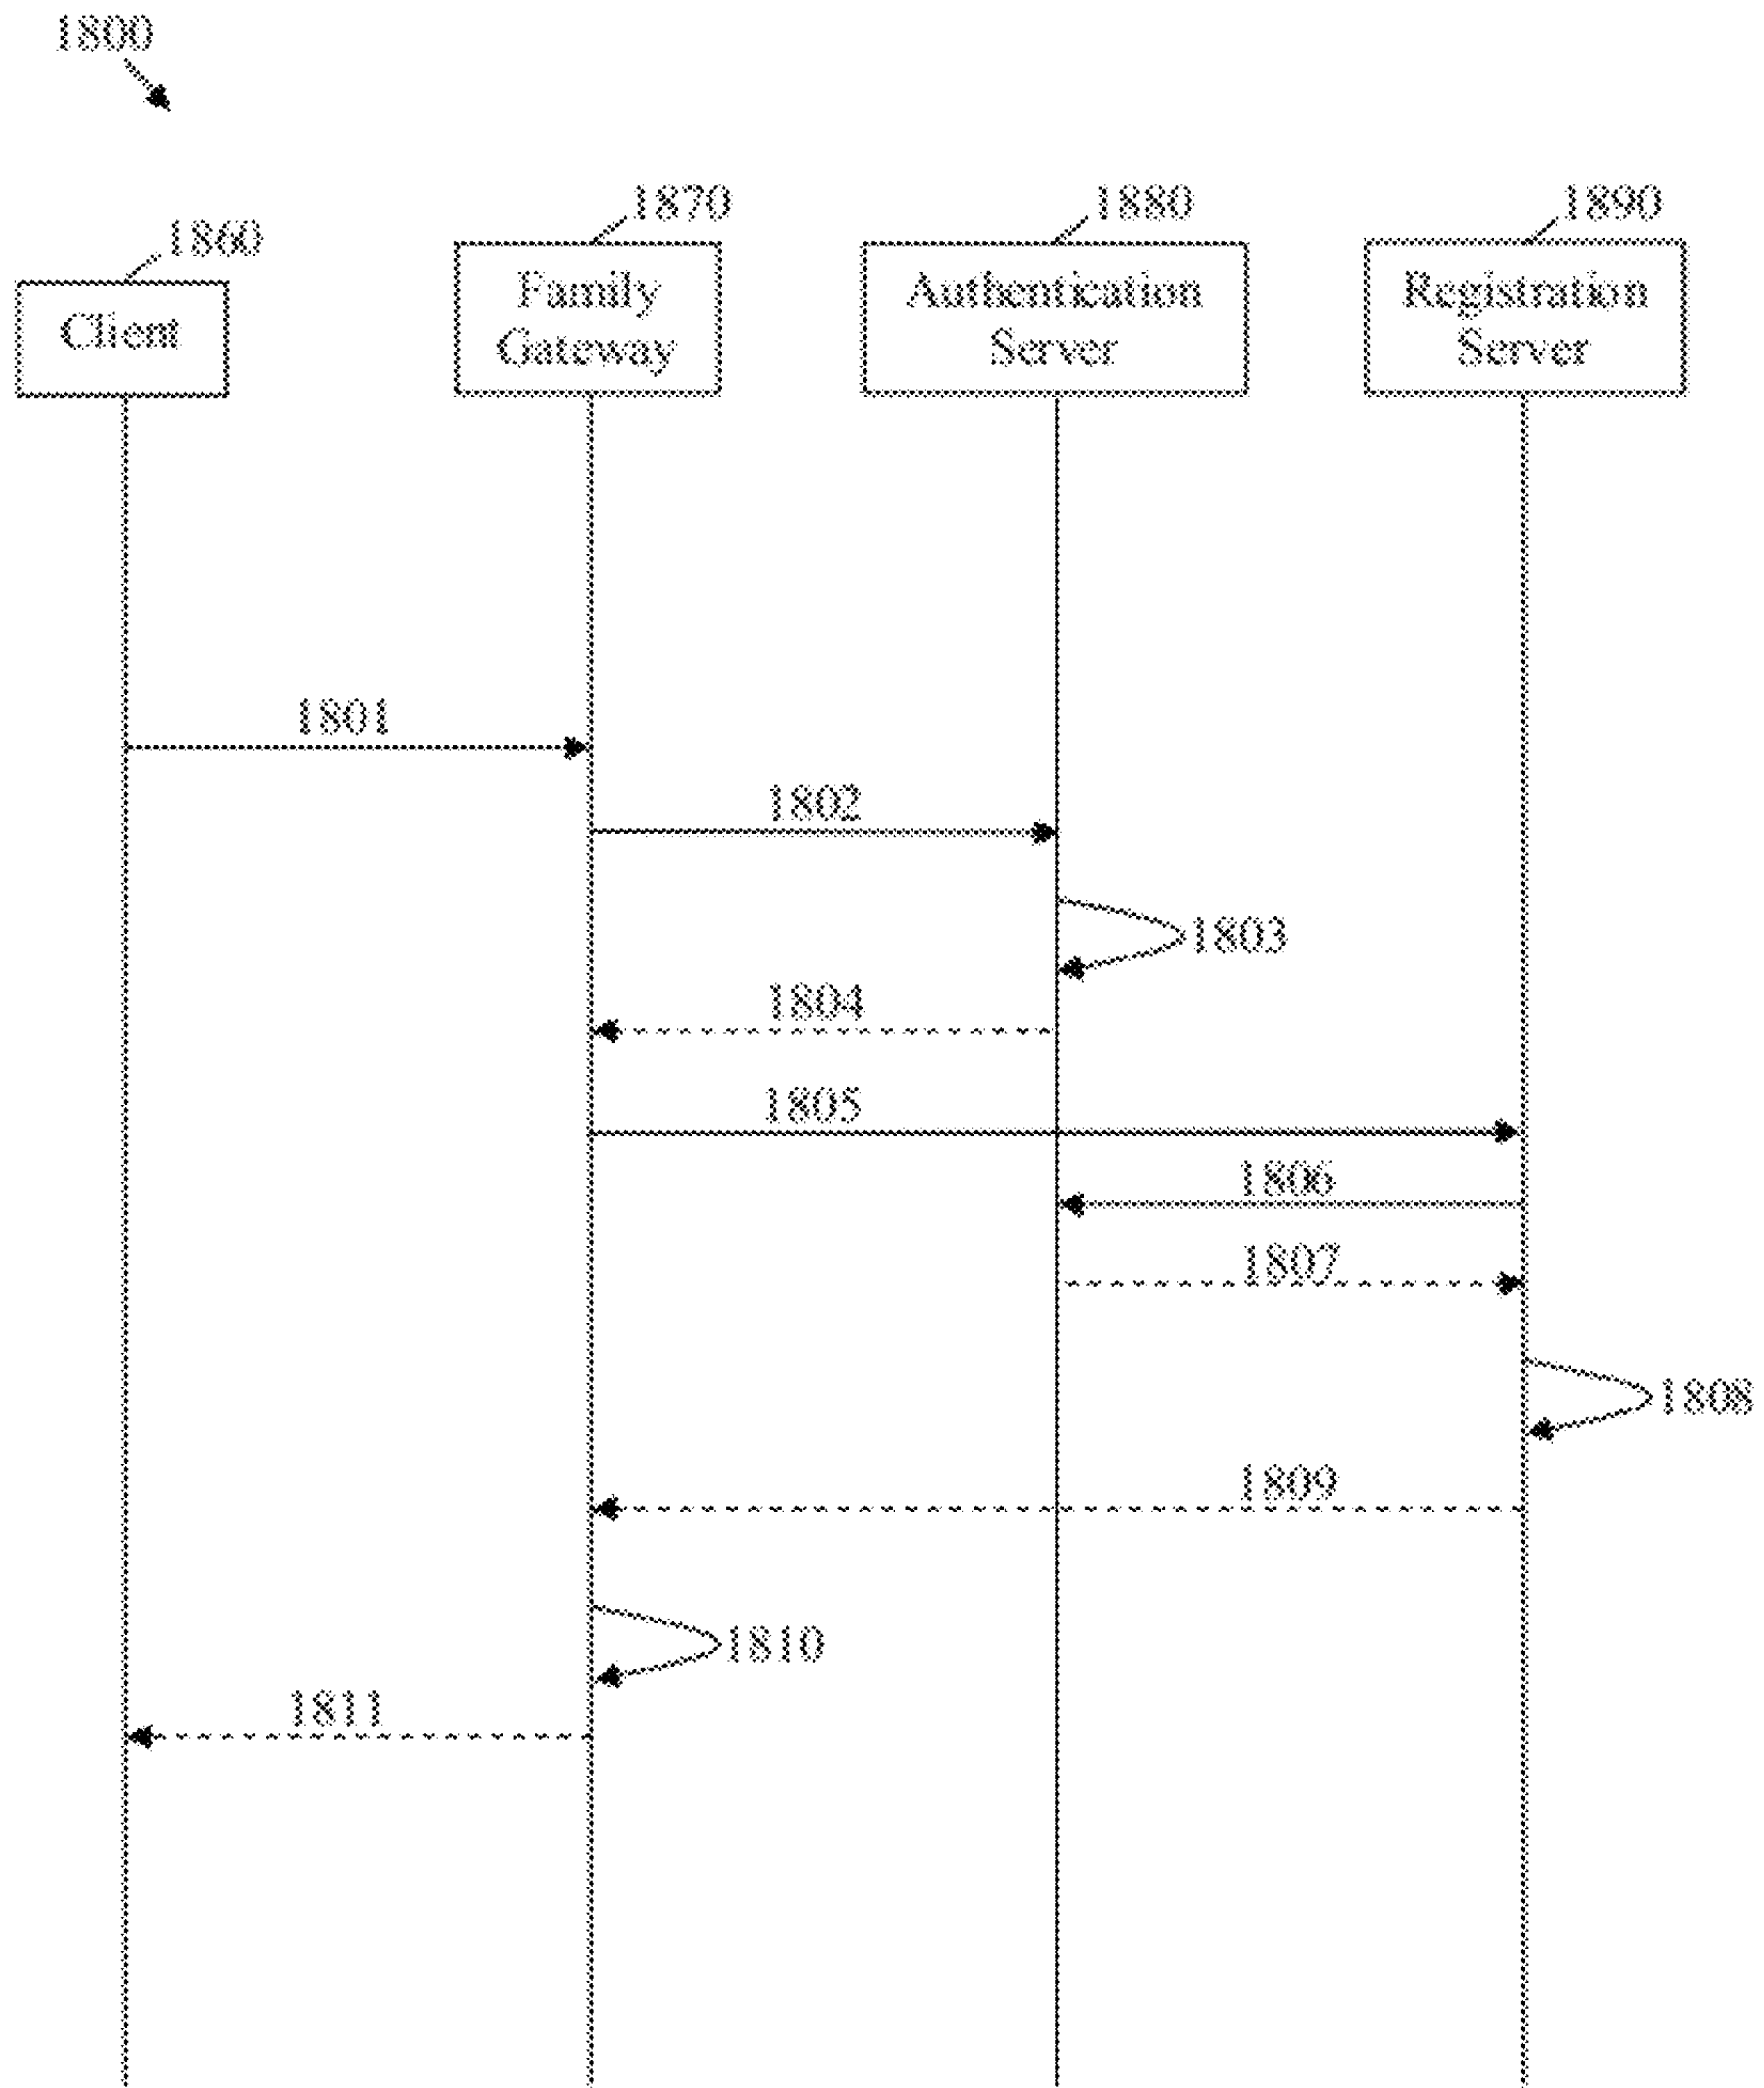 1800
1860
Client
1870
Family
Gateway
1880
Authentication
Server
1890
Registration
Server
1801
1802
1803
1804
1805
1806
1807
1808
1809
1810
1811